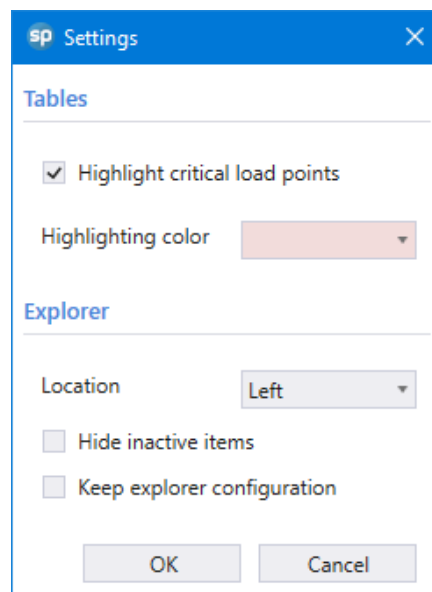 sp Settings
Tables
Highlight critical load points
Highlighting color
Explorer
Location Left
Hide inactive items
Keep explorer configuration
OK Cancel